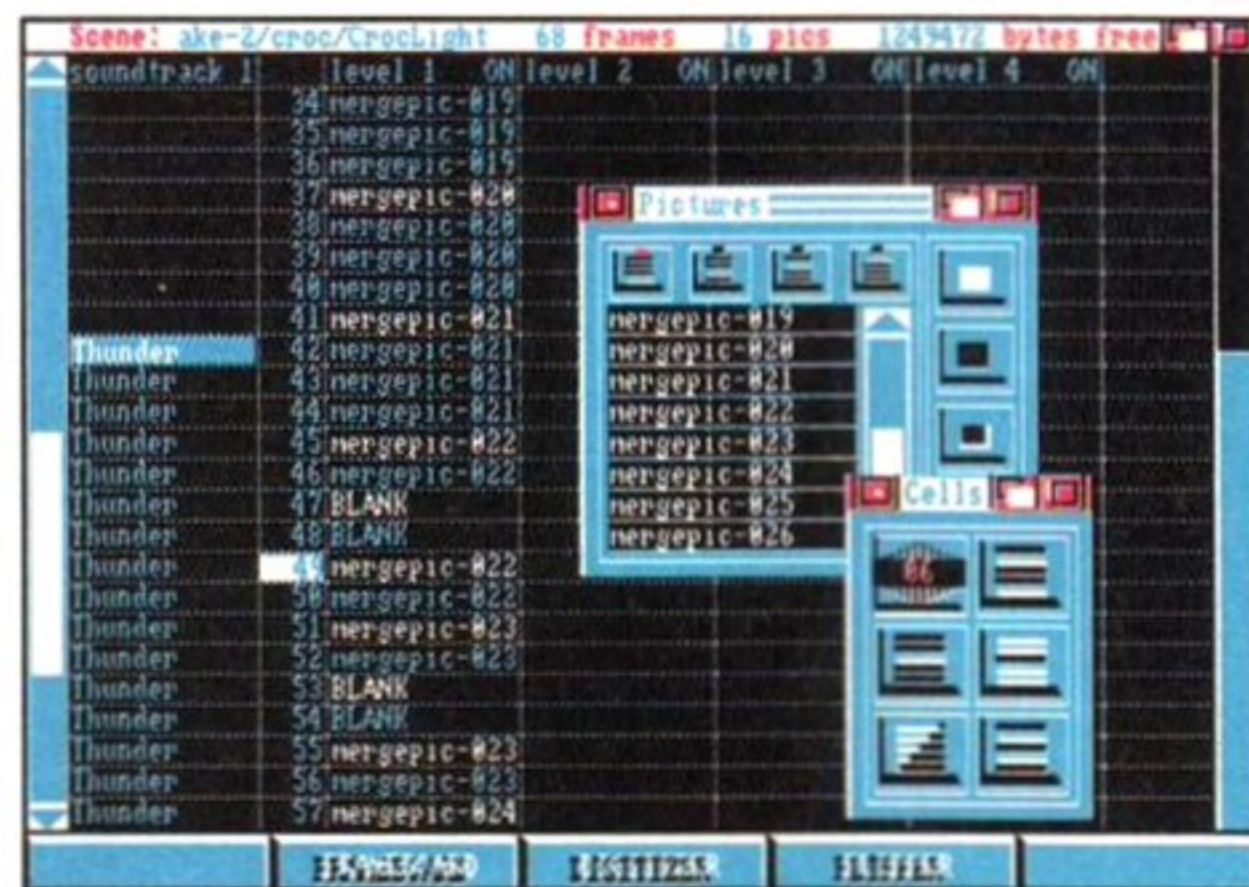 Scene: ake-2/croc/CrocLight 68 frames 16 pics 1249472 bytes free
soundtrack 1 level 1 ON level 2 ON level 3 ON level 4 ON
34 mergepic-019
35 mergepic-019
36 mergepic-019
37 mergepic-020
38 mergepic-020
39 mergepic-020
40 mergepic-020
41 mergepic-021
Thunder 42 mergepic-021
Thunder 43 mergepic-021
Thunder 44 mergepic-021
Thunder 45 mergepic-022
Thunder 46 mergepic-022
Thunder 47 BLANK
Thunder 48 BLANK
Thunder 49 mergepic-022
Thunder 50 mergepic-022
Thunder 51 mergepic-023
Thunder 52 mergepic-023
Thunder 53 BLANK
Thunder 54 BLANK
Thunder 55 mergepic-023
Thunder 56 mergepic-023
Thunder 57 mergepic-024
Pictures
mergepic-019
mergepic-020
mergepic-021
mergepic-022
mergepic-023
mergepic-024
mergepic-025
mergepic-026
Cells
DIGITIZER FLIPPER